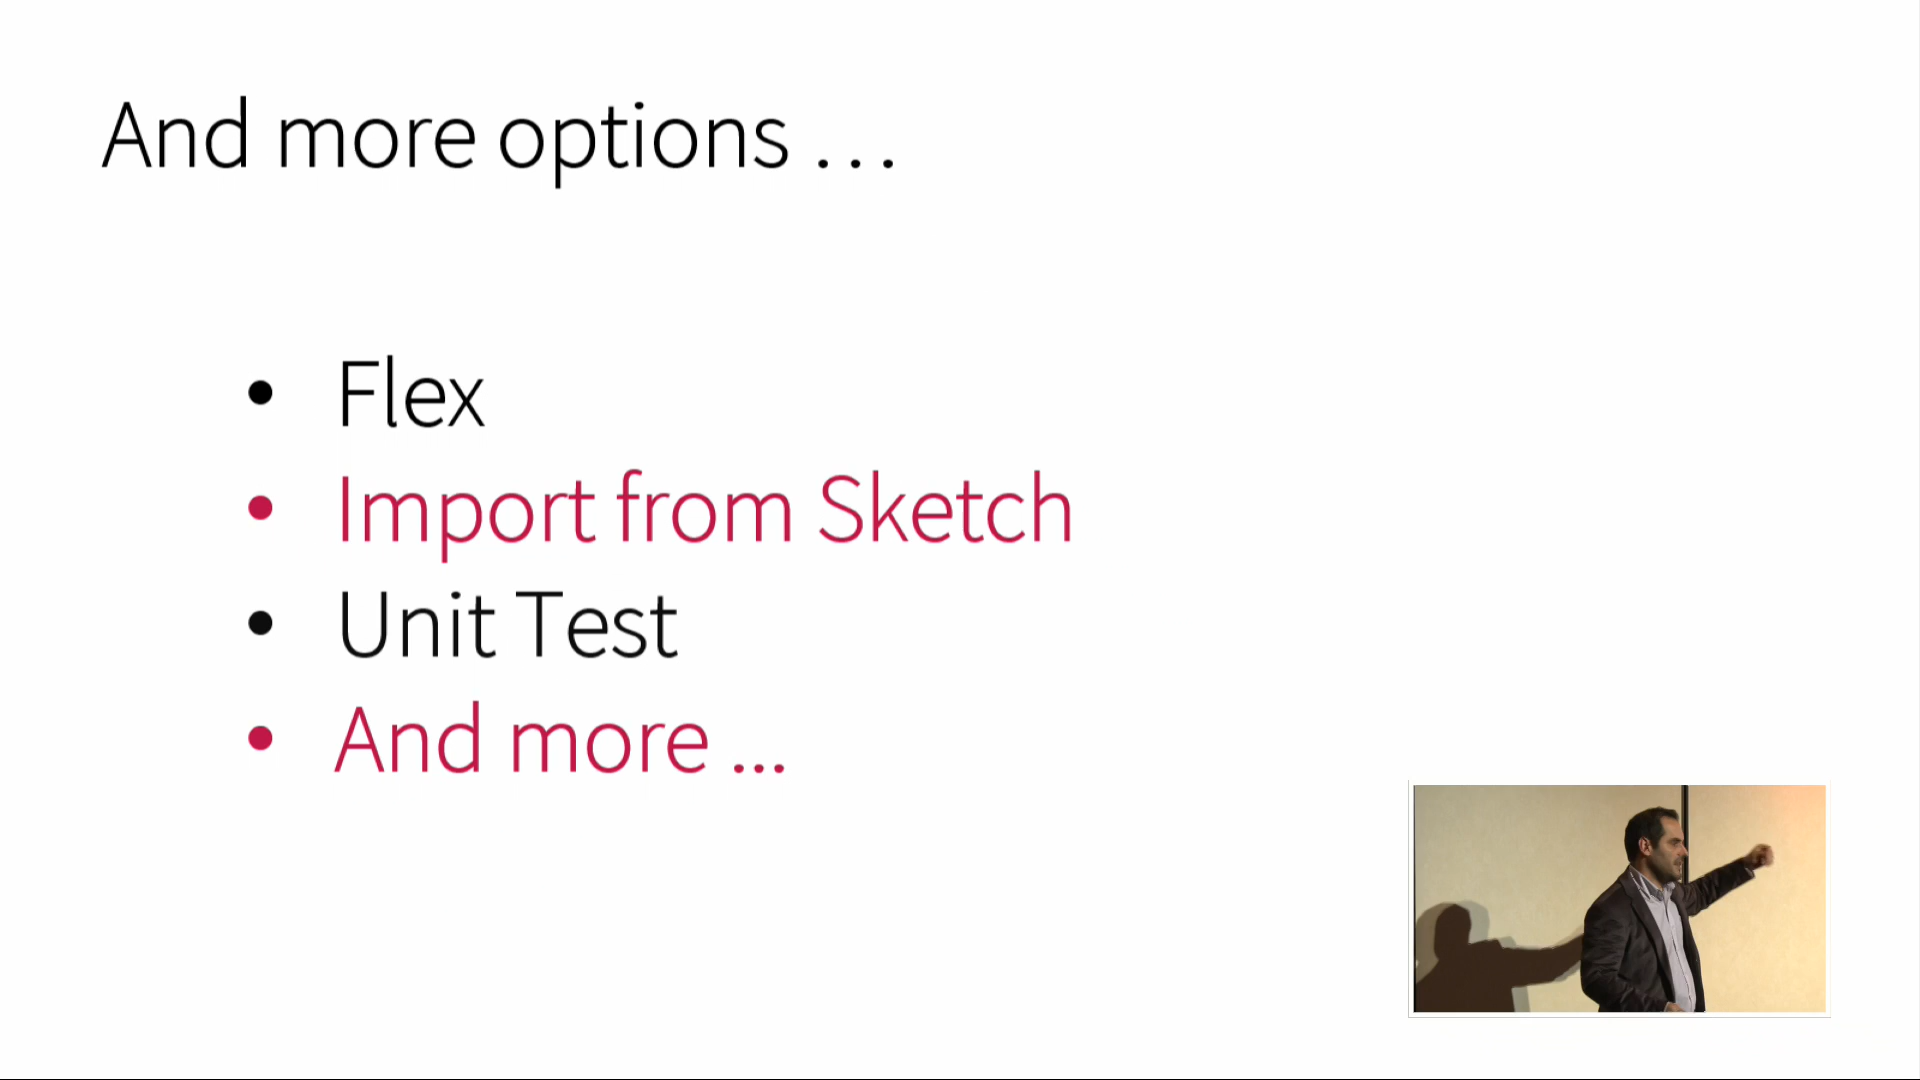 And more options …
• Flex
• Import from Sketch
• Unit Test
• And more ...